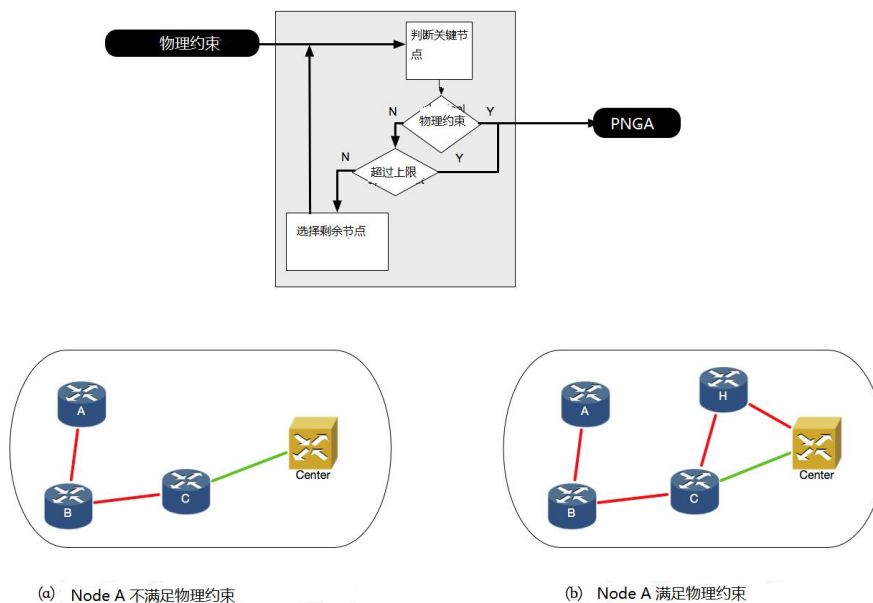 物理约束
判断关键节
点
N
Y
物理约束
PNGA
N
Y
超过上限
选择剩余节点
A
B
C
Center
A
H
B
C
Center
(a) Node A 不满足物理约束
(b) Node A 满足物理约束